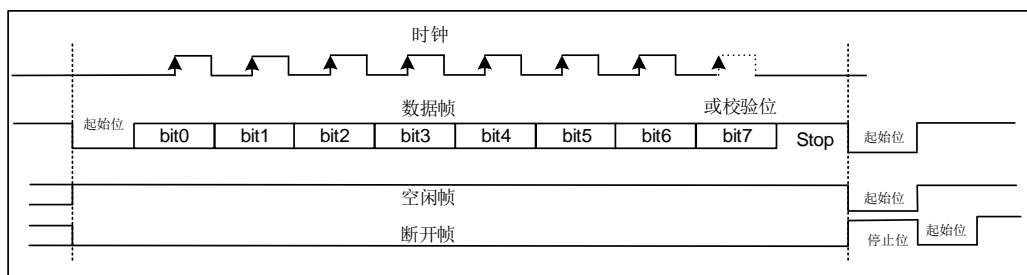 时钟
数据帧
或校验位
起始位 bit0 bit1 bit2 bit3 bit4 bit5 bit6 bit7 Stop 起始位
空闲帧 起始位
断开帧 停止位 起始位